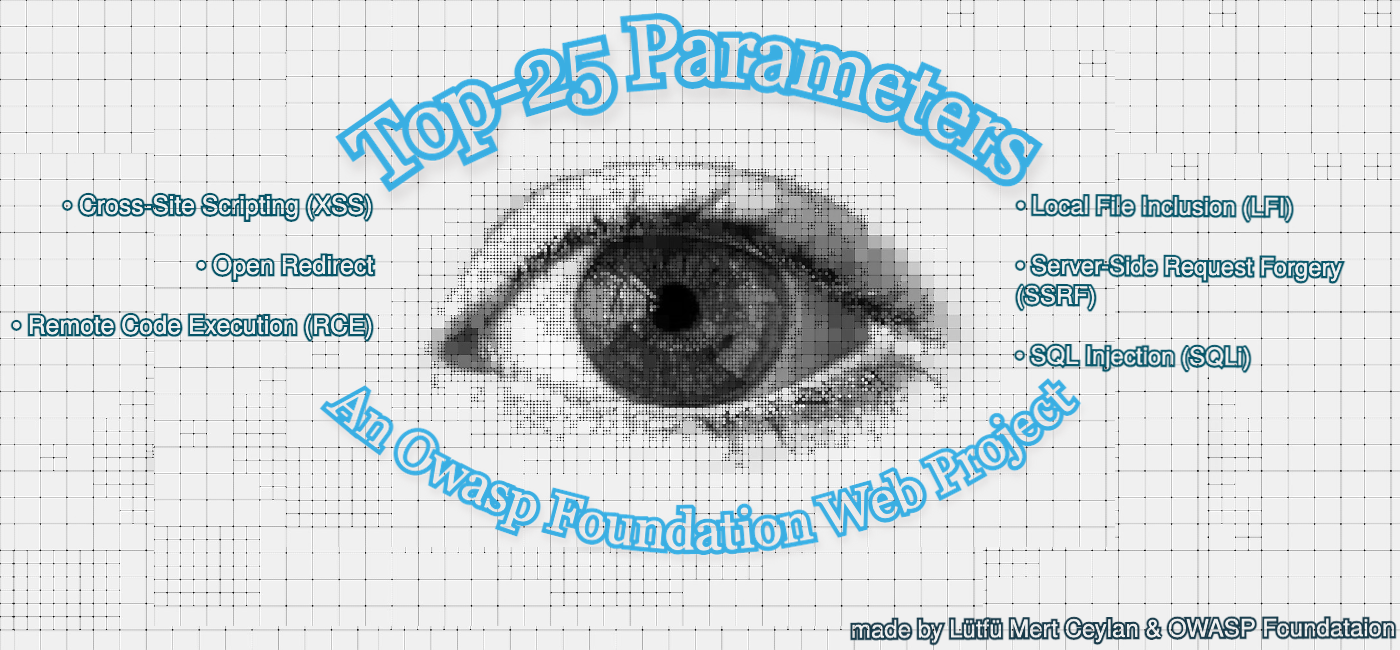 Top-25 Parameters
• Cross-Site Scripting (XSS)
• Open Redirect
• Remote Code Execution (RCE)
• Local File Inclusion (LFI)
• Server-Side Request Forgery
(SSRF)
• SQL Injection (SQLi)
An Owasp Foundation Web Project
made by Lütfü Mert Ceylan & OWASP Foundataion